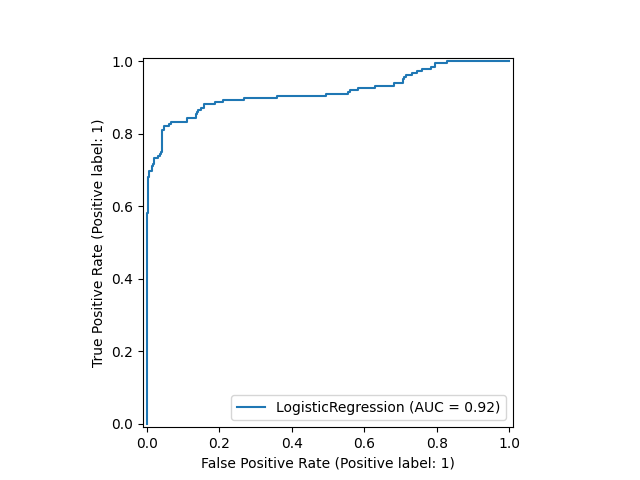 1.0
0.8
0.6
0.4
0.2
0.0
True Positive Rate (Positive label: 1)
LogisticRegression (AUC = 0.92)
0.0 0.2 0.4 0.6 0.8 1.0
False Positive Rate (Positive label: 1)